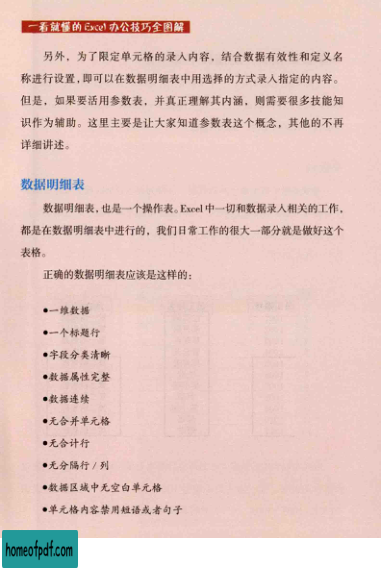 一看就懂的Excel办公技巧全图解
另外，为了限定单元格的录入内容，结合数据有效性和定义名
称进行设置，即可以在数据明细表中用选择的方式录入指定的内容。
但是，如果要活用参数表，并真正理解其内涵，则需要很多技能知
识作为辅助。这里主要是让大家知道参数表这个概念，其他的不再
详细讲述。
数据明细表
数据明细表，也是一个操作表。Excel中一切和数据录入相关的工作，
都是在数据明细表中进行的，我们日常工作的很大一部分就是做好这个
表格。
正确的数据明细表应该是这样的：
●一维数据
●一个标题行
●字段分类清晰
●数据属性完整
●数据连续
●无合并单元格
●无合计行
●无分隔行/列
●数据区域中无空白单元格
●单元格内容禁用短语或者句子
homeofpdf.com